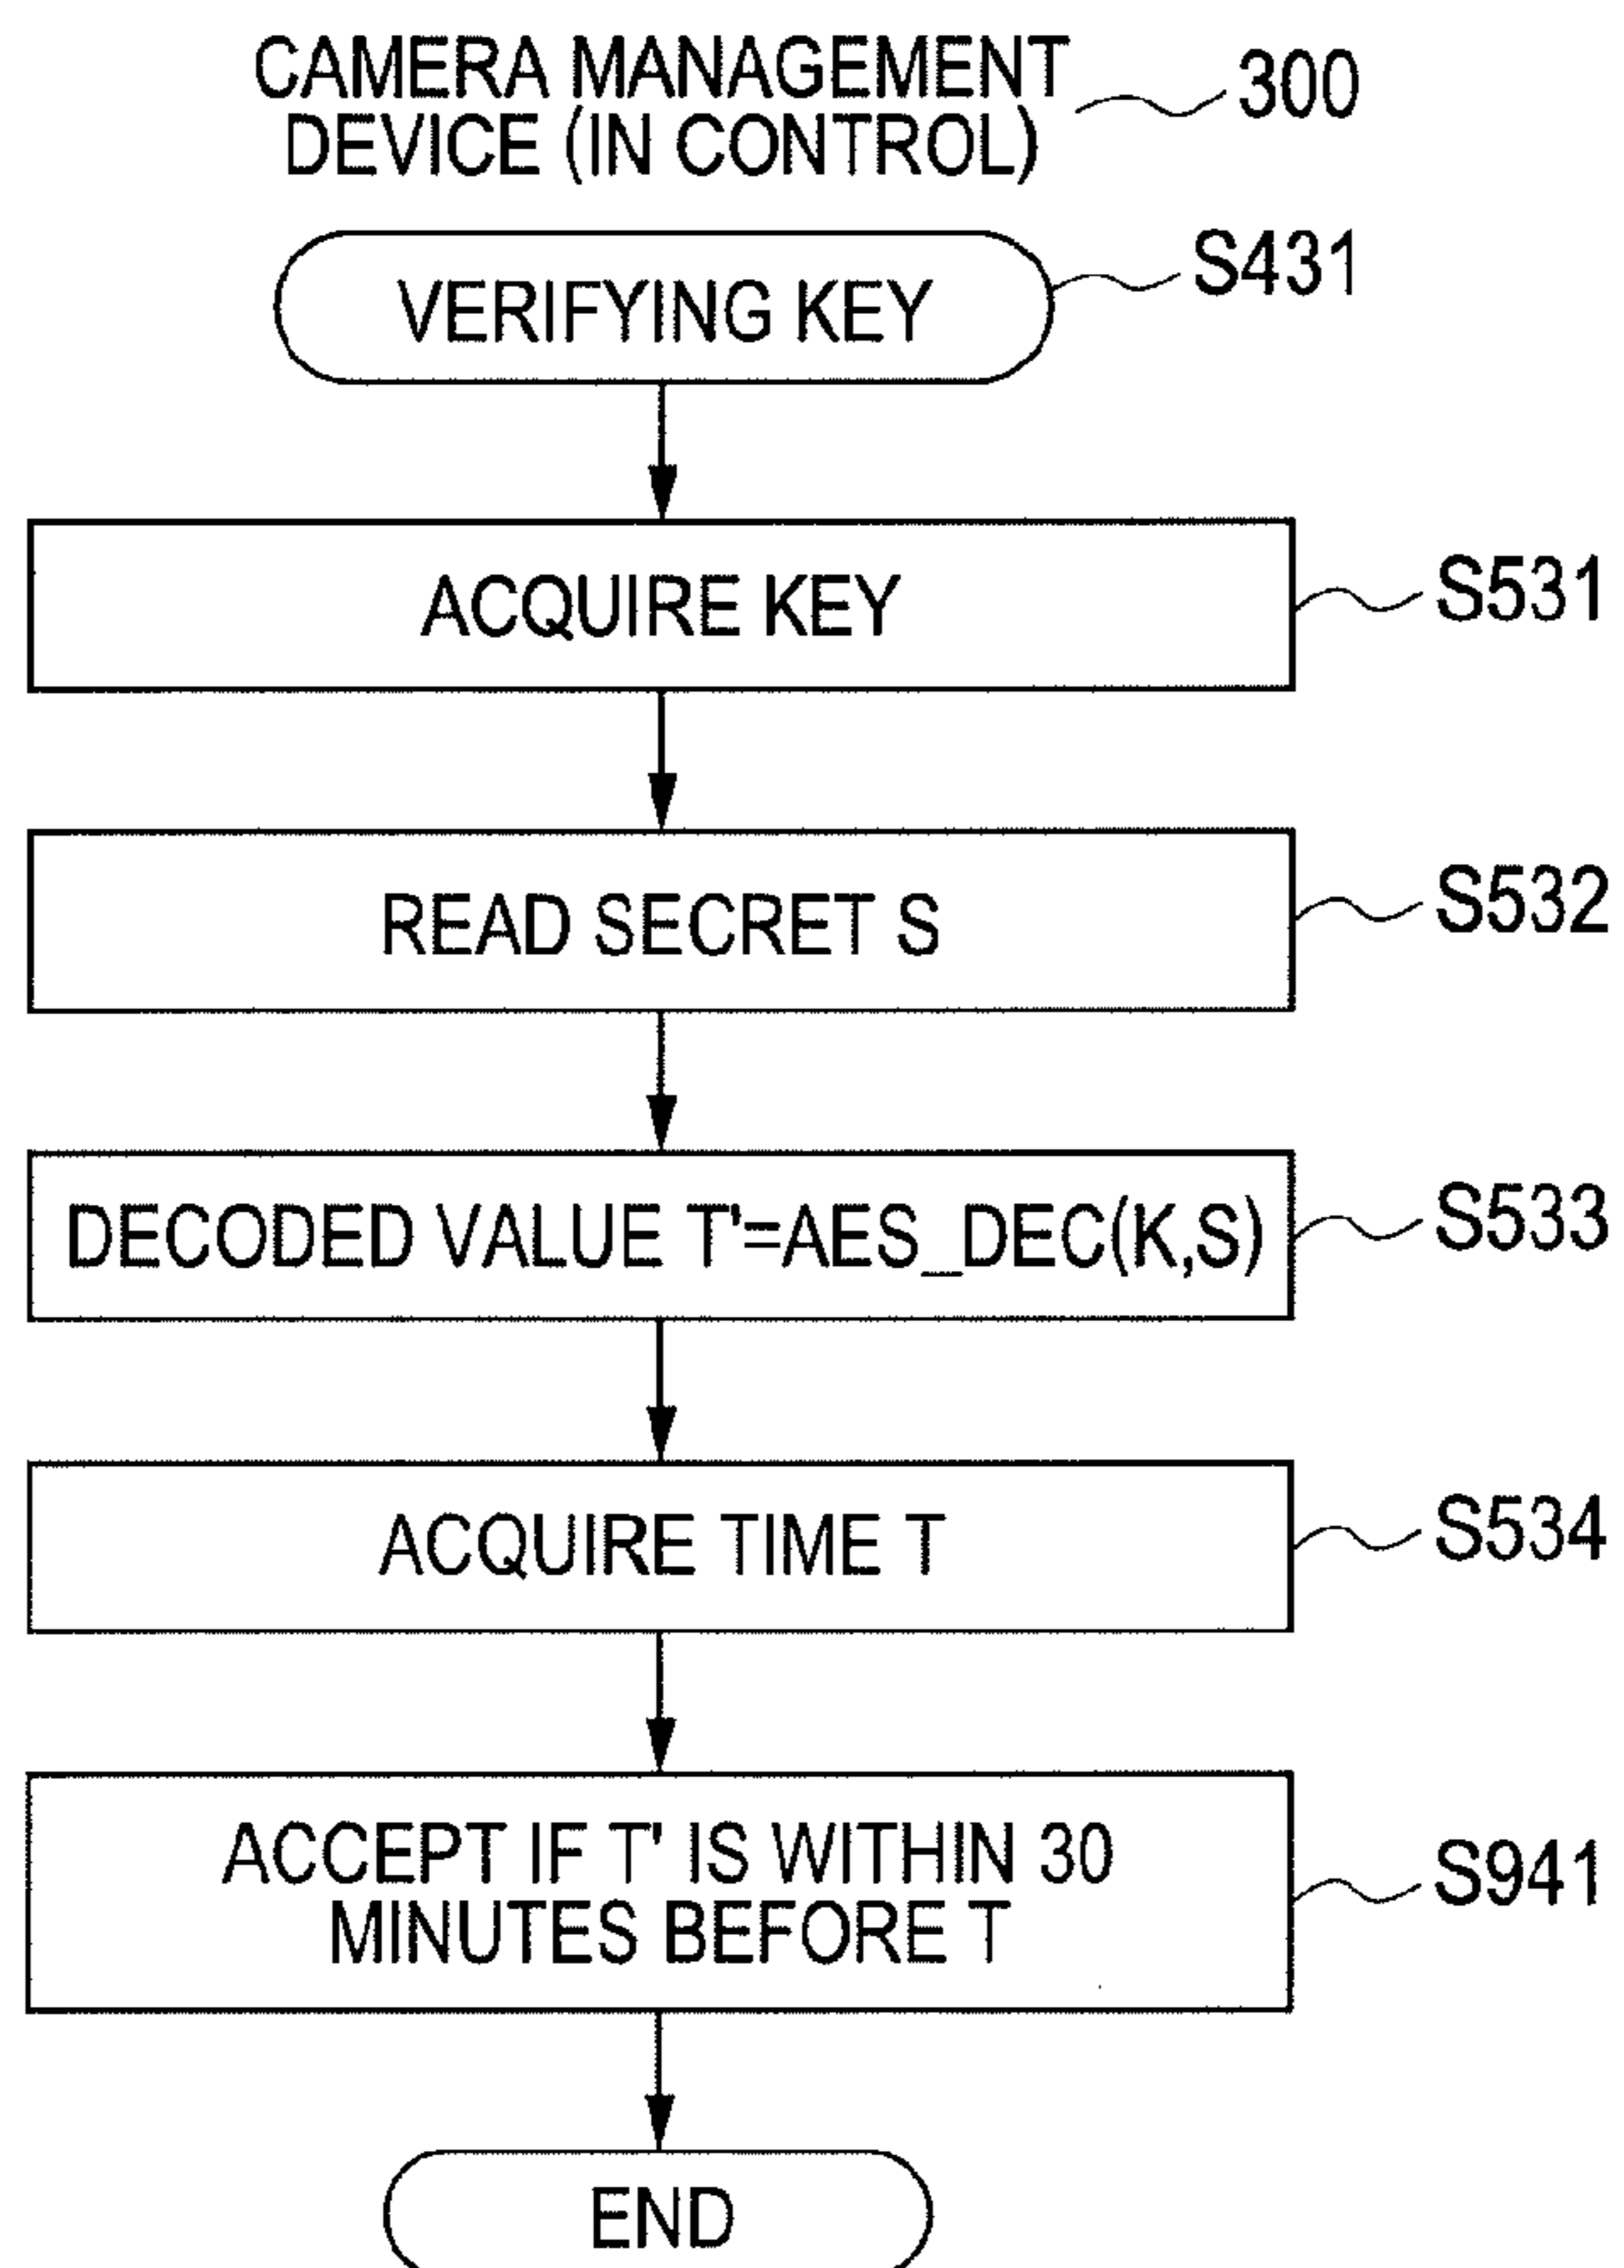 CAMERA MANAGEMENT
DEVICE (IN CONTROL)
300
VERIFYING KEY
S431
ACQUIRE KEY
S531
READ SECRET S
S532
DECODED VALUE T'=AES_DEC(K,S)
S533
ACQUIRE TIME T
S534
ACCEPT IF T' IS WITHIN 30
MINUTES BEFORE T
S941
END